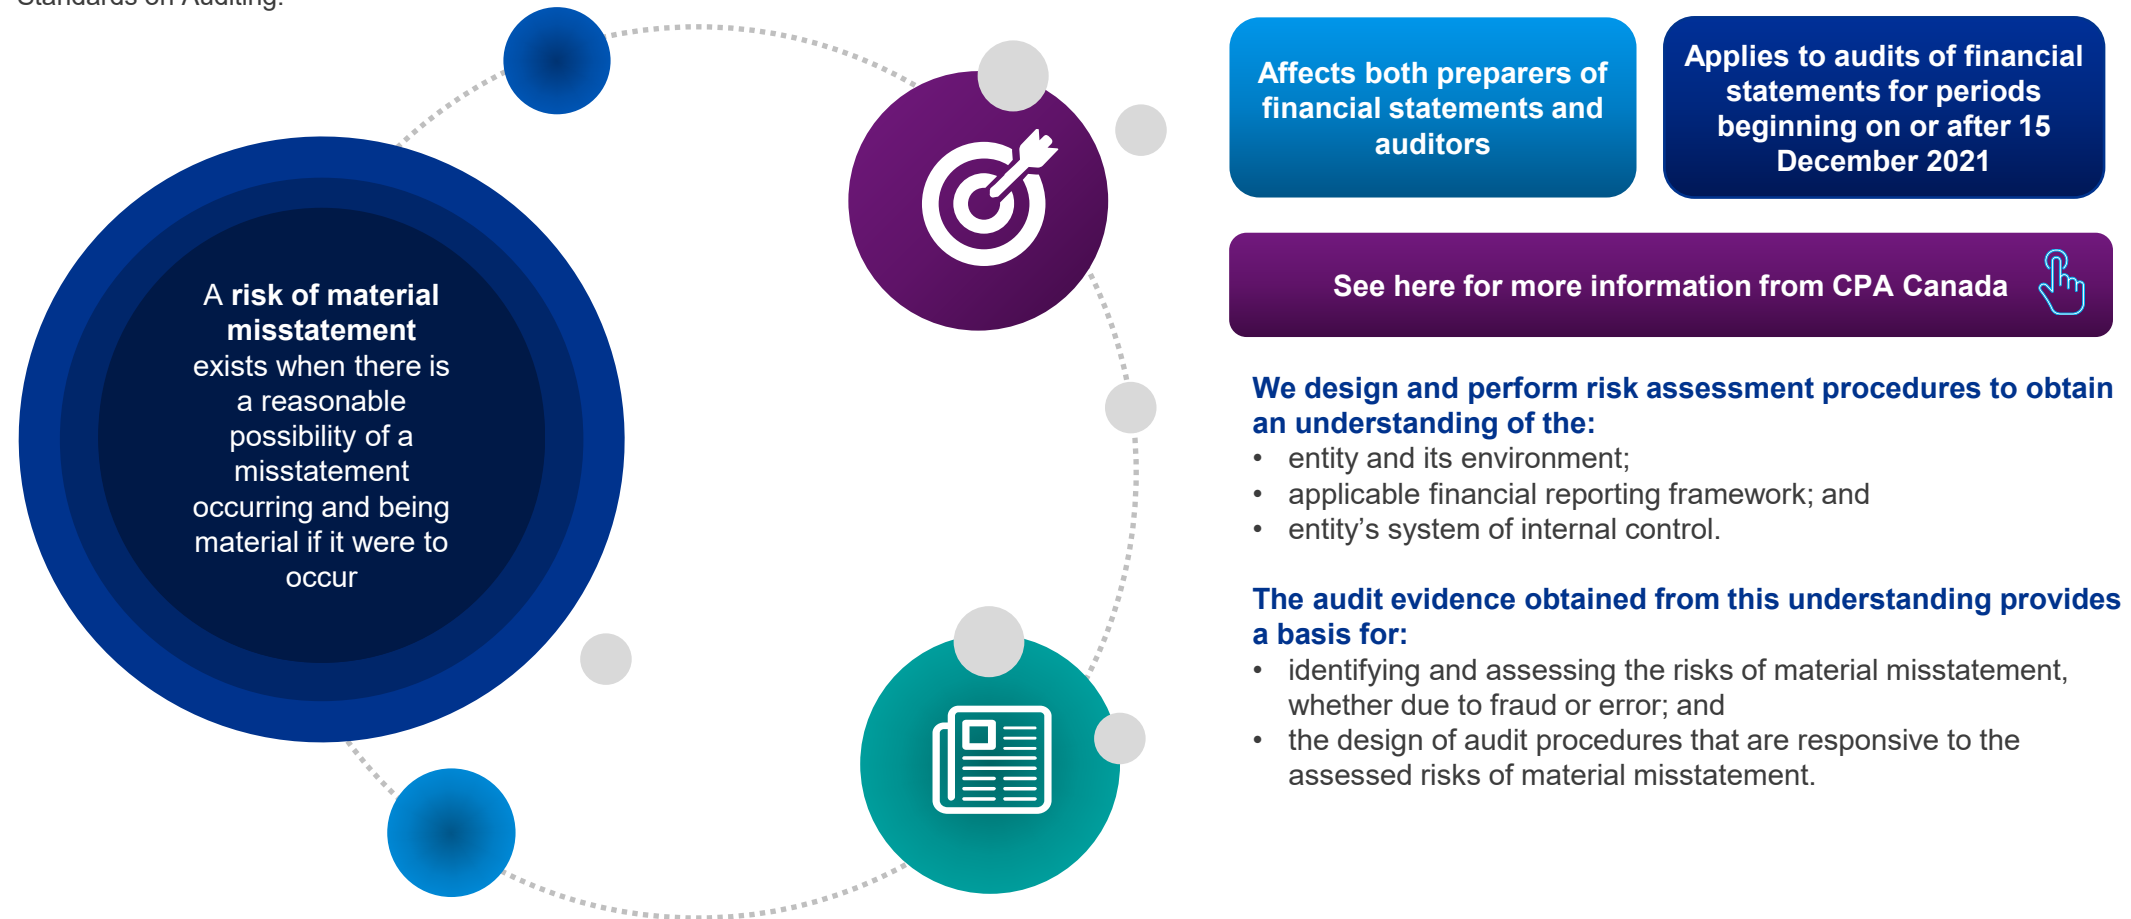 Standards on Auditing.
A risk of material
misstatement
exists when there is
a reasonable
possibility of a
misstatement
occurring and being
material if it were to
occur
Affects both preparers of
financial statements and
auditors
Applies to audits of financial
statements for periods
beginning on or after 15
December 2021
See here for more information from CPA Canada
We design and perform risk assessment procedures to obtain
an understanding of the:
• entity and its environment;
• applicable financial reporting framework; and
• entity’s system of internal control.
The audit evidence obtained from this understanding provides
a basis for:
• identifying and assessing the risks of material misstatement,
whether due to fraud or error; and
• the design of audit procedures that are responsive to the
assessed risks of material misstatement.